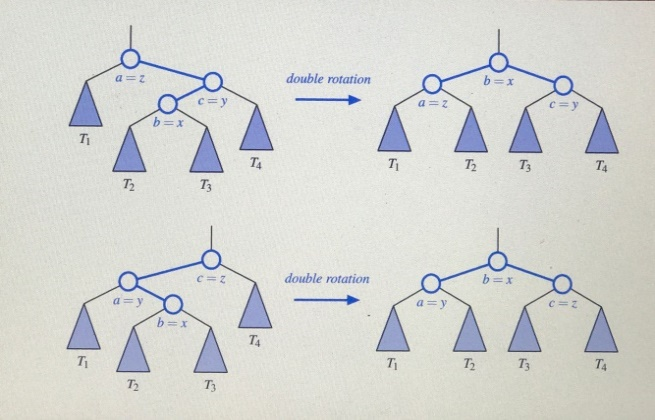 a = z
c = y
b = x
T1
T2
T3
T4
double rotation
b = x
a = z
c = y
T1
T2
T3
T4
c = z
a = y
b = x
T1
T2
T3
T4
double rotation
b = x
a = y
c = z
T1
T2
T3
T4